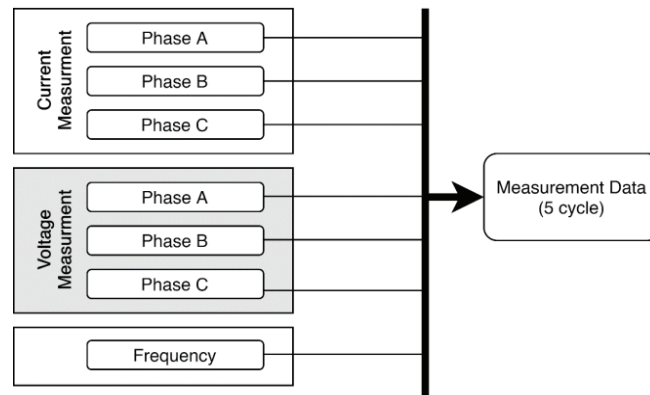 Current
Measurment
Phase A
Phase B
Phase C
Voltage
Measurment
Phase A
Phase B
Phase C
Frequency
Measurement Data
(5 cycle)